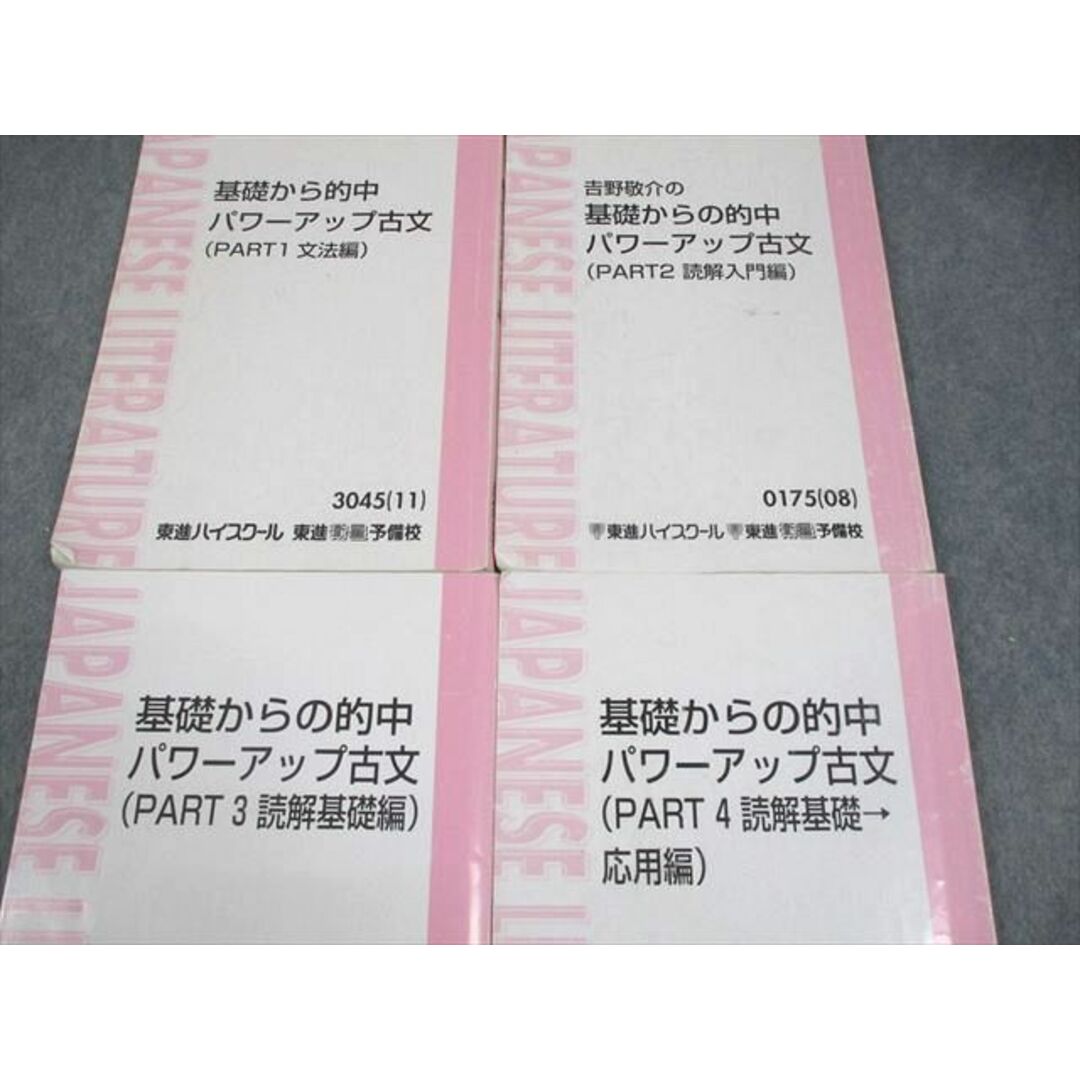 JAPANESE LITERATURE
基礎から的中
パワーアップ古文
(PART1 文法編)
3045(11)
東進ハイスクール 東進衛星予備校
JAPANESE LITERATURE
吉野敬介の
基礎からの的中
パワーアップ古文
(PART2 読解入門編)
0175(08)
東進ハイスクール 東進衛星予備校
JAPANESE LI
基礎からの的中
パワーアップ古文
(PART 3 読解基礎編)
JAPANESE LI
基礎からの的中
パワーアップ古文
(PART 4 読解基礎→
応用編)